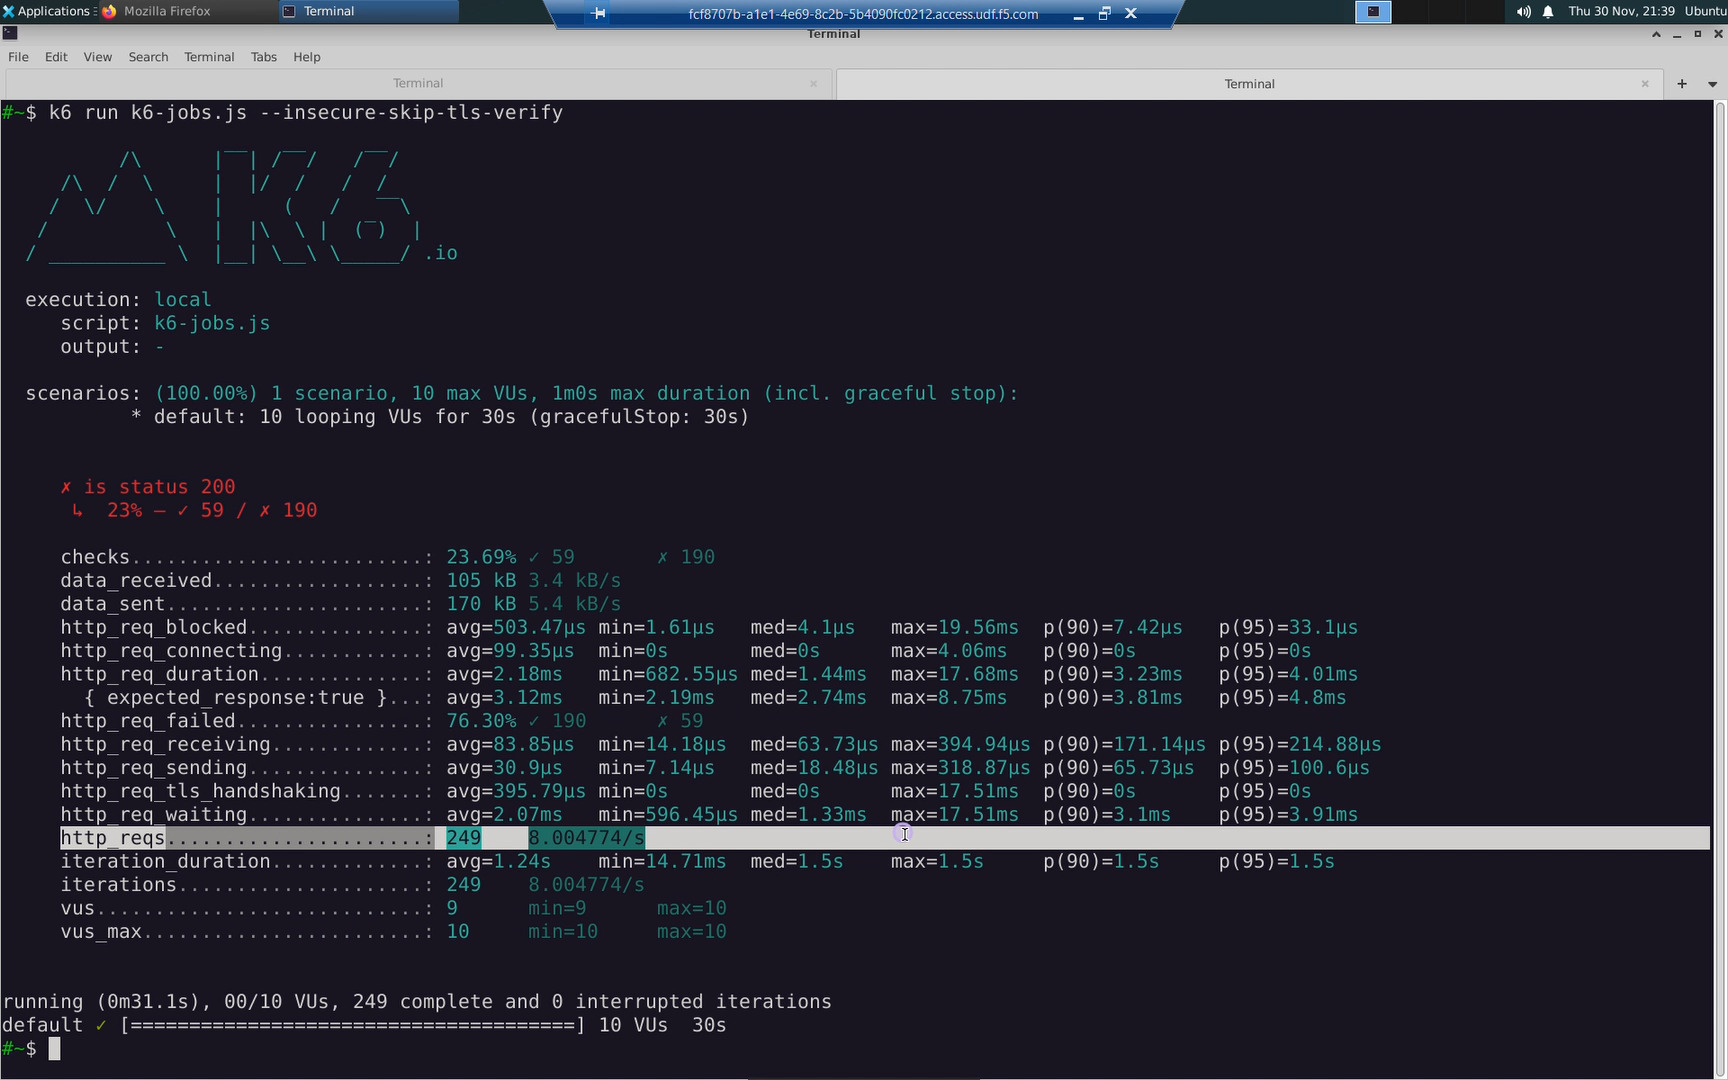 Applications
Mozilla Firefox
Terminal
fcf8707b-a1e1-4e69-8c2b-5b4090fc0212.access.udf.f5.com
Thu 30 Nov, 21:39
Ubuntu
Terminal
File Edit View Search Terminal Tabs Help
Terminal
Terminal
#~$ k6 run k6-jobs.js --insecure-skip-tls-verify
          /\      |‾‾| /‾‾/   /‾‾/
     /\  /  \     |  |/  /   /  /
    /  \/    \    |     (   /   ‾‾\
   /          \   |  |\  \ |  (‾)  |
  / __________ \  |__| \__\ \_____/ .io
execution: local
script: k6-jobs.js
output: -
scenarios: (100.00%) 1 scenario, 10 max VUs, 1m0s max duration (incl. graceful stop):
* default: 10 looping VUs for 30s (gracefulStop: 30s)
✗ is status 200
↳  23% — ✓ 59 / ✗ 190
checks.........................: 23.69% ✓ 59       ✗ 190
data_received..................: 105 kB 3.4 kB/s
data_sent......................: 170 kB 5.4 kB/s
http_req_blocked...............: avg=503.47µs min=1.61µs   med=4.1µs   max=19.56ms  p(90)=7.42µs   p(95)=33.1µs
http_req_connecting............: avg=99.35µs  min=0s       med=0s      max=4.06ms   p(90)=0s       p(95)=0s
http_req_duration..............: avg=2.18ms   min=682.55µs med=1.44ms  max=17.68ms  p(90)=3.23ms   p(95)=4.01ms
{ expected_response:true }...: avg=3.12ms   min=2.19ms   med=2.74ms  max=8.75ms   p(90)=3.81ms   p(95)=4.8ms
http_req_failed................: 76.30% ✓ 190      ✗ 59
http_req_receiving.............: avg=83.85µs  min=14.18µs  med=63.73µs max=394.94µs p(90)=171.14µs p(95)=214.88µs
http_req_sending...............: avg=30.9µs   min=7.14µs   med=18.48µs max=318.87µs p(90)=65.73µs  p(95)=100.6µs
http_req_tls_handshaking.......: avg=395.79µs min=0s       med=0s      max=17.51ms  p(90)=0s       p(95)=0s
http_req_waiting...............: avg=2.07ms   min=596.45µs med=1.33ms  max=17.51ms  p(90)=3.1ms    p(95)=3.91ms
http_reqs......................: 249    8.004774/s
iteration_duration.............: avg=1.24s    min=14.71ms  med=1.5s    max=1.5s     p(90)=1.5s     p(95)=1.5s
iterations.....................: 249    8.004774/s
vus............................: 9      min=9      max=10
vus_max........................: 10     min=10     max=10
running (0m31.1s), 00/10 VUs, 249 complete and 0 interrupted iterations
default ✓ [======================================] 10 VUs  30s
#~$